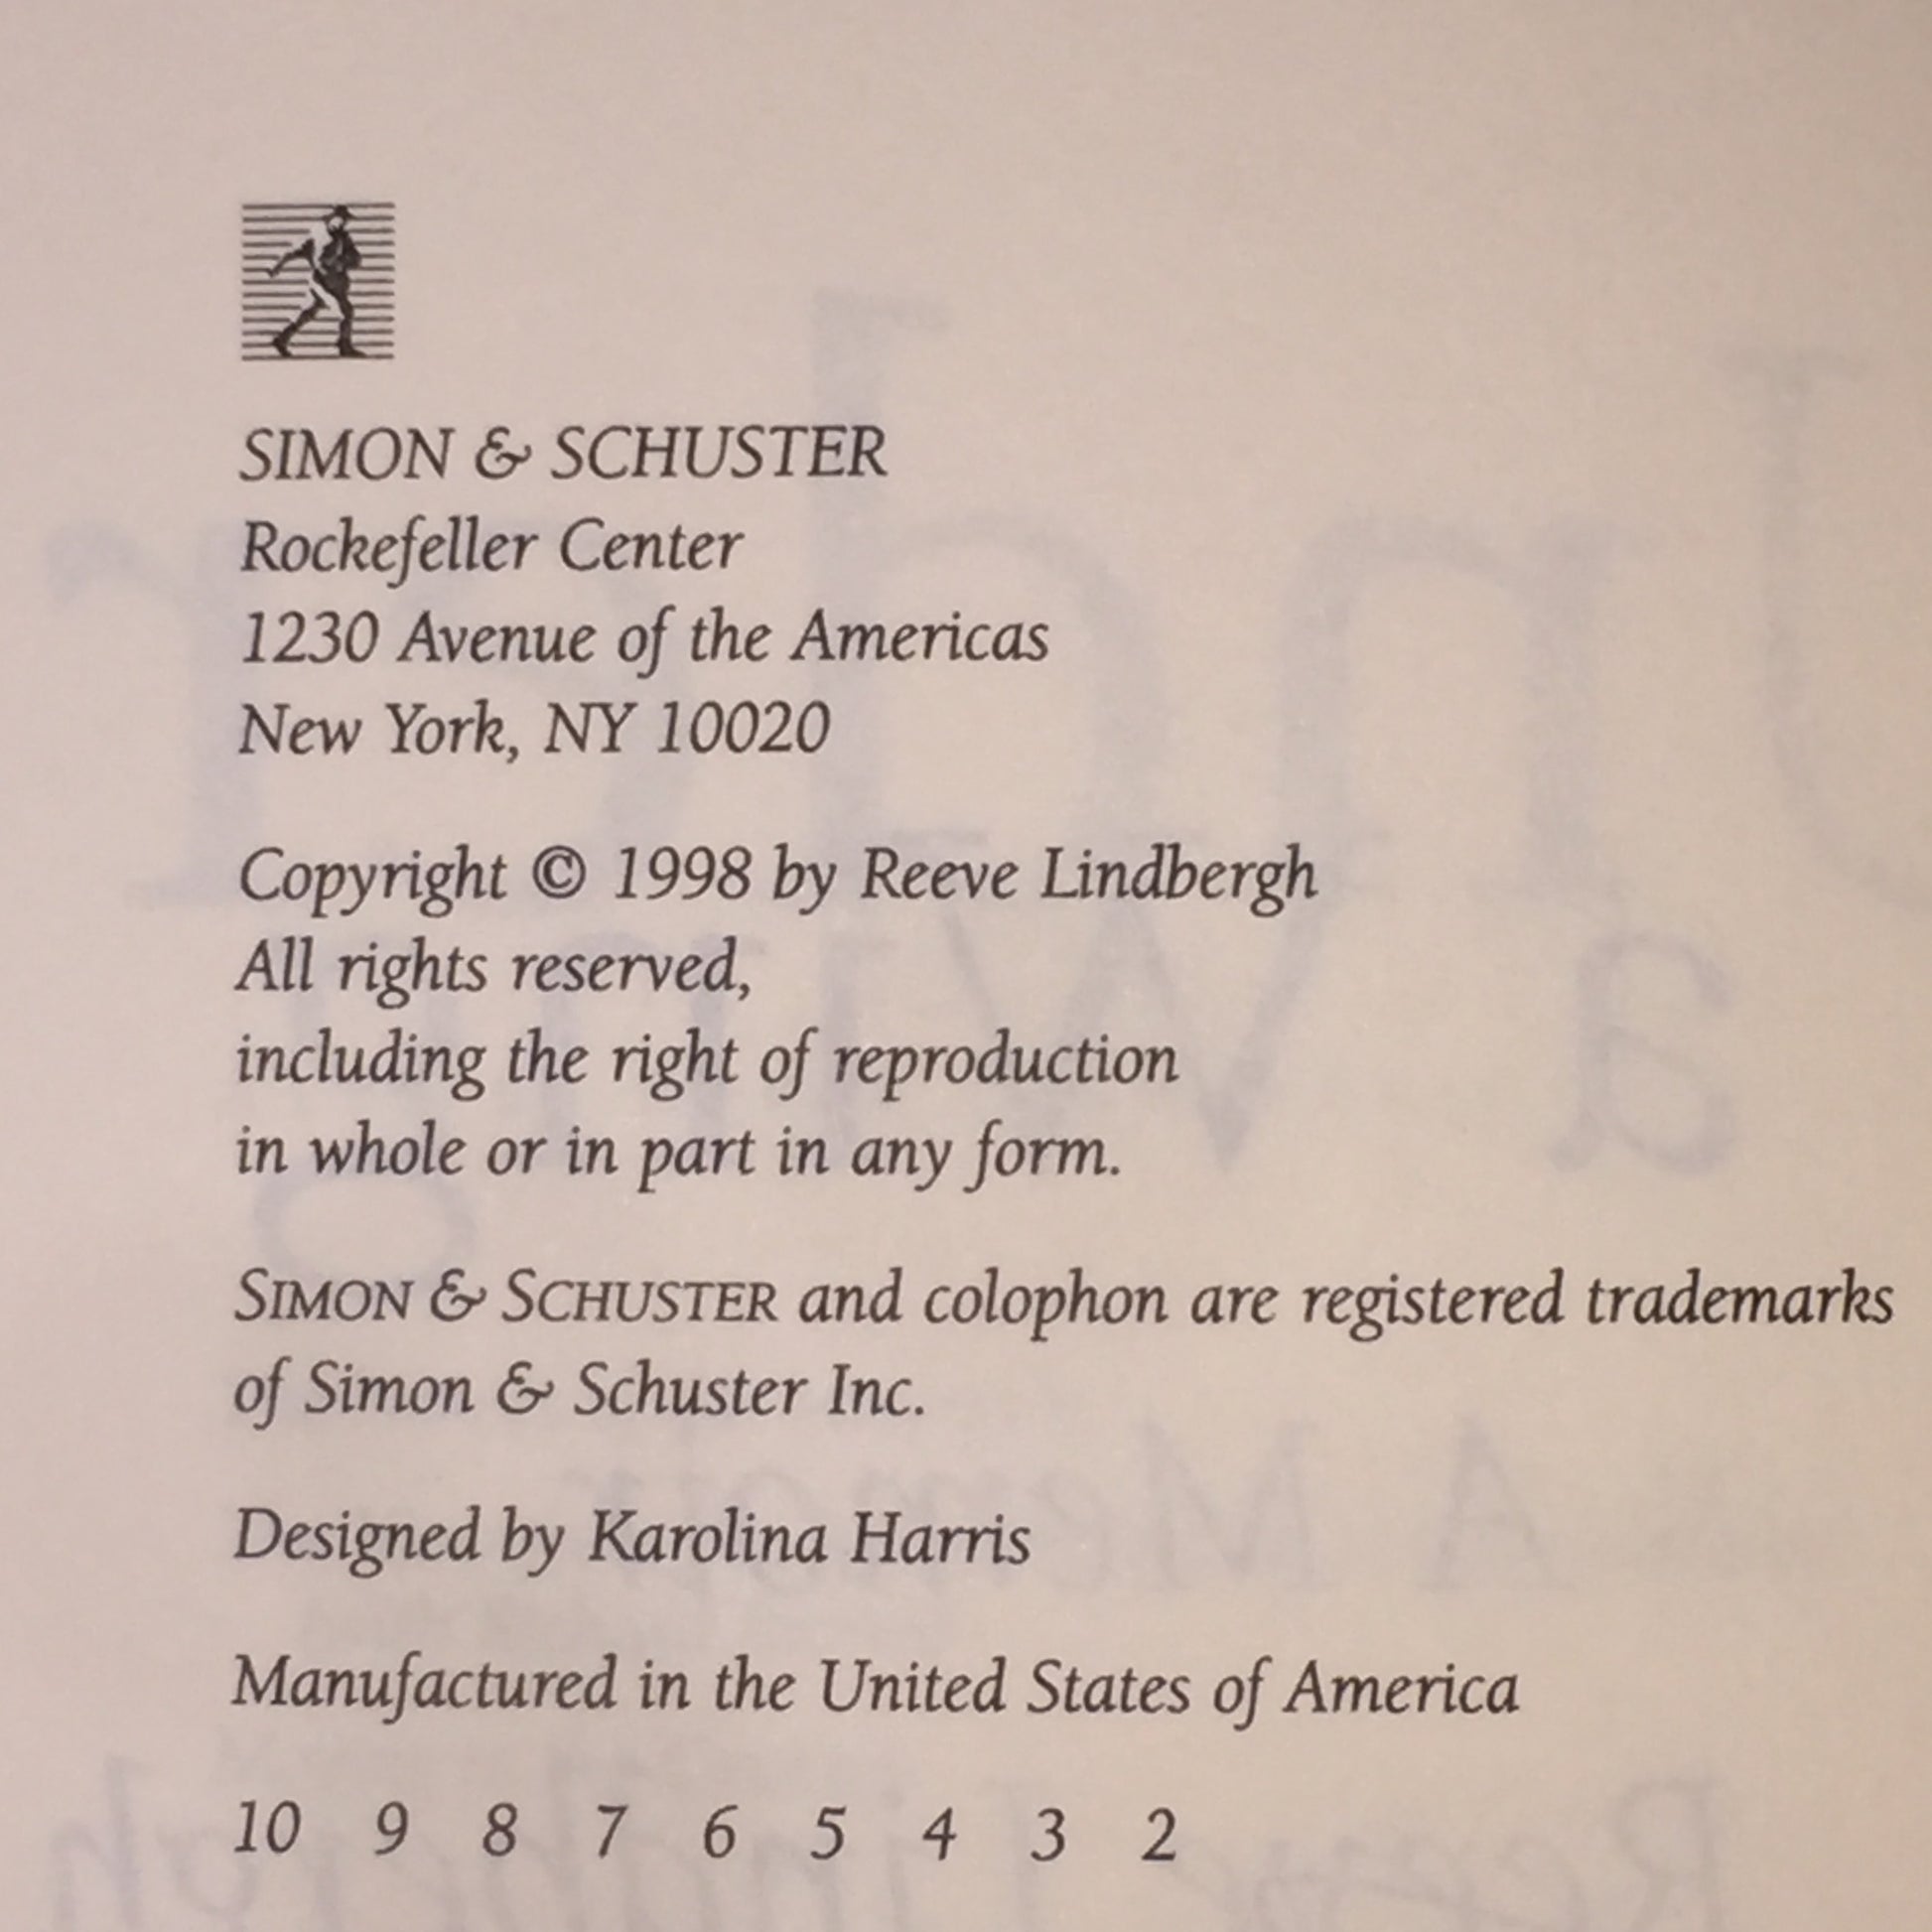 SIMON & SCHUSTER
Rockefeller Center
1230 Avenue of the Americas
New York, NY 10020
Copyright © 1998 by Reeve Lindbergh
All rights reserved,
including the right of reproduction
in whole or in part in any form.
SIMON & SCHUSTER and colophon are registered trademarks
of Simon & Schuster Inc.
Designed by Karolina Harris
Manufactured in the United States of America
10 9 8 7 6 5 4 3 2